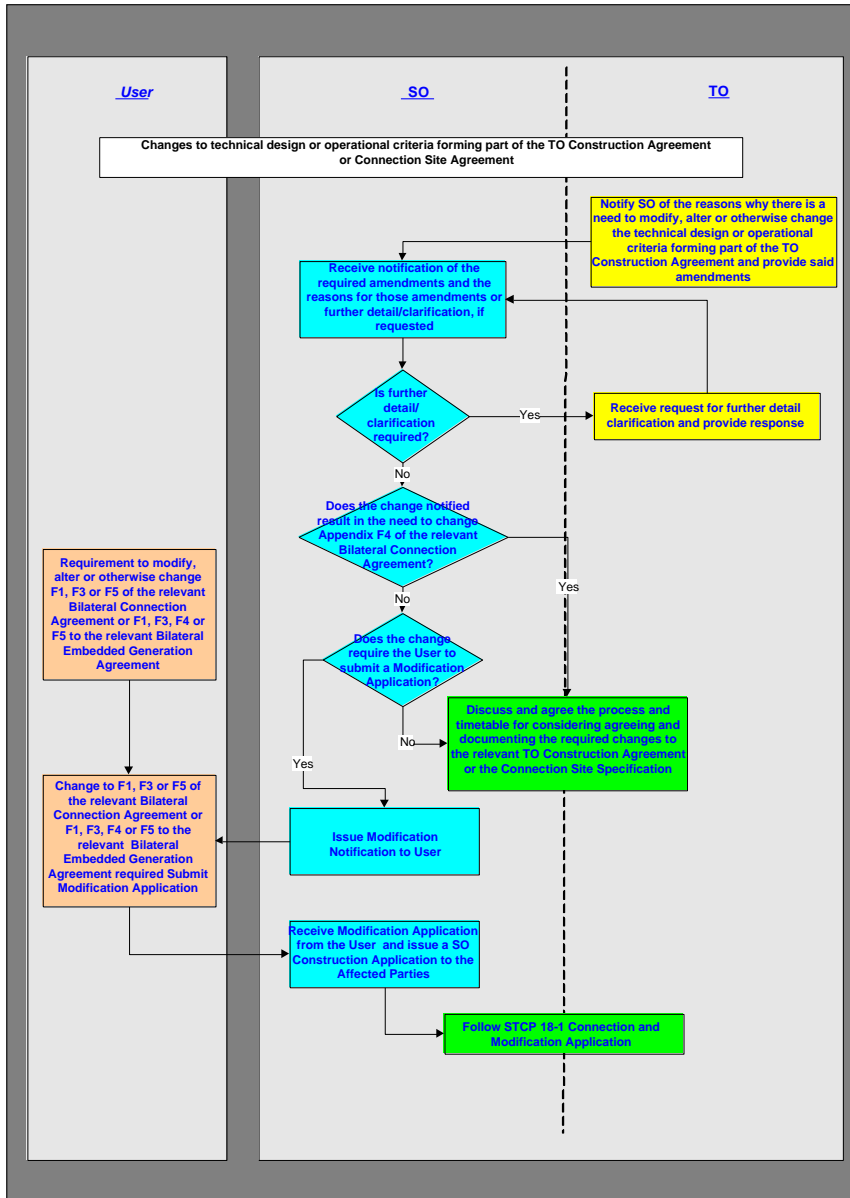 User
SO
TO
Changes to technical design or operational criteria forming part of the TO Construction Agreement
or Connection Site Agreement
Notify SO of the reasons why there is a
need to modify, alter or otherwise change
the technical design or operational
criteria forming part of the TO
Construction Agreement and provide said
amendments
Receive notification of the
required amendments and the
reasons for those amendments or
further detail/clarification, if
requested
Is further
detail/
clarification
required?
Yes
Receive request for further detail
clarification and provide response
No
Does the change notified
result in the need to change
Appendix F4 of the relevant
Bilateral Connection
Agreement?
Yes
No
Requirement to modify,
alter or otherwise change
F1, F3 or F5 of the relevant
Bilateral Connection
Agreement or F1, F3, F4 or
F5 to the relevant Bilateral
Embedded Generation
Agreement
Does the change
require the User to
submit a Modification
Application?
No
Yes
Discuss and agree the process and
timetable for considering agreeing and
documenting the required changes to
the relevant TO Construction Agreement
or the Connection Site Specification
Change to F1, F3 or F5 of
the relevant Bilateral
Connection Agreement or
F1, F3, F4 or F5 to the
relevant Bilateral
Embedded Generation
Agreement required Submit
Modification Application
Issue Modification
Notification to User
Receive Modification Application
from the User and issue a SO
Construction Application to the
Affected Parties
Follow STCP 18-1 Connection and
Modification Application